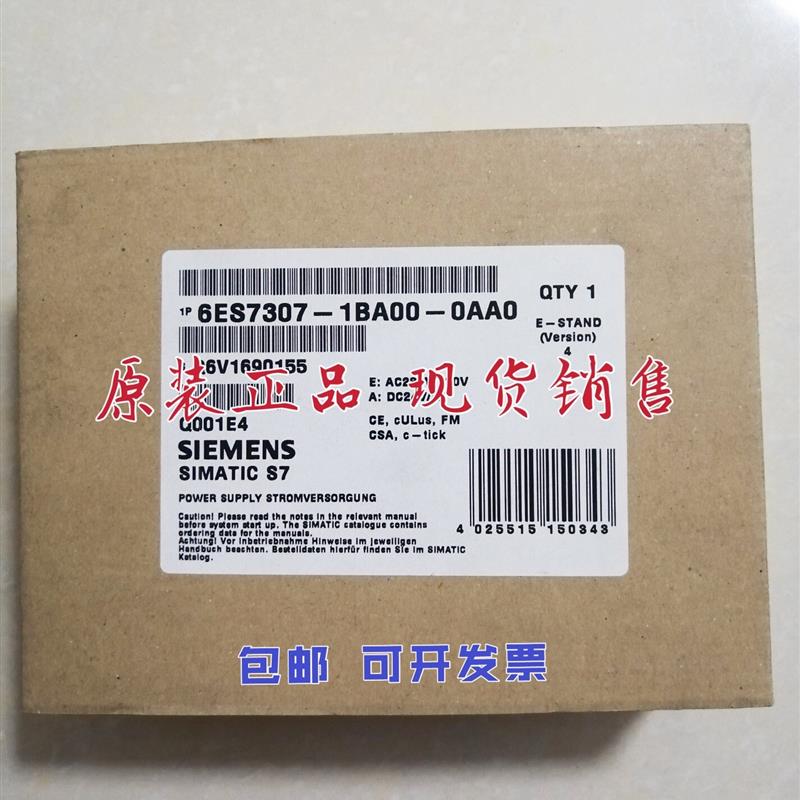 1P 6ES7307-1BA00-0AA0
QTY 1
E-STAND
(Version)
4
6V1690155
原装正品 现货销售
A:
Q001E4
CE, cULus, FM
CSA, c-tick
SIEMENS
SIMATIC S7
POWER SUPPLY STROMVERSORGUNG
Caution! Please read the notes in the relevant manual
before system start up. The SIMATIC catalogue contains
ordering data for the manuals.
Achtung! Vor Inbetriebnahme Hinweise im jeweiligen
Handbuch beachten. Bestelldaten hierfür finden Sie im SIMATIC
Katalog.
4 025515 150343
包邮 可开发票